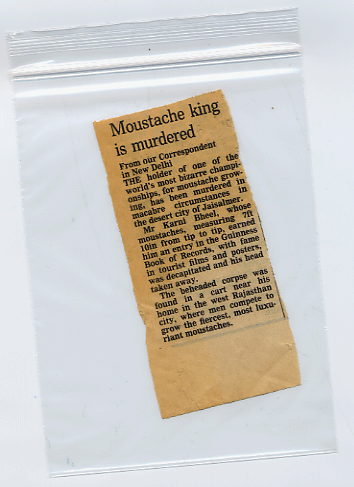 Moustache king
is murdered
From our Correspondent
in New Delhi
THE holder of one of the
world's most bizarre champi-
onships, for moustache grow-
ing, has been murdered in
macabre circumstances in
the desert city of Jaisalmer.
Mr Karni Bheel, whose
moustaches, measuring 7ft
10in from tip to tip, earned
him an entry in the Guinness
Book of Records, with fame
in tourist films and posters,
was decapitated and his head
taken away.
The beheaded corpse was
found in a cart near his
home in the west Rajasthan
city, where men compete to
grow the fiercest, most luxu-
riant moustaches.